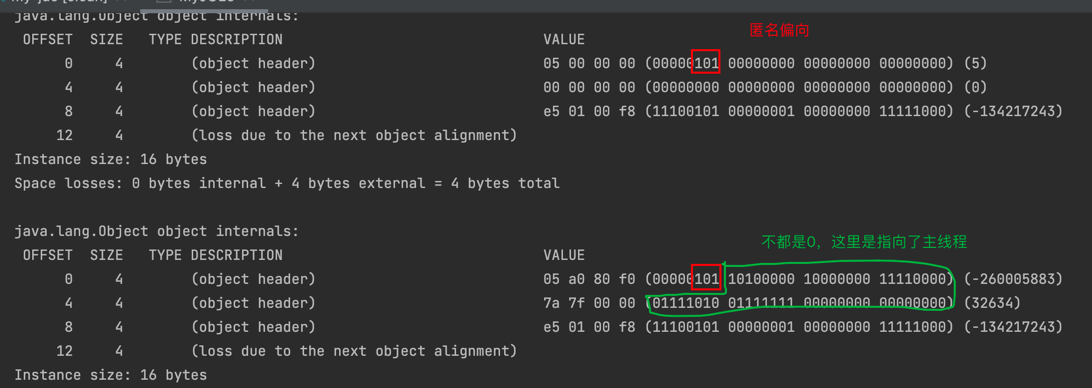 java.lang.Object object internals:
匿名偏向
OFFSET SIZE TYPE DESCRIPTION VALUE
0 4 (object header) 05 00 00 00 (00000101 00000000 00000000 00000000) (5)
4 4 (object header) 00 00 00 00 (00000000 00000000 00000000 00000000) (0)
8 4 (object header) e5 01 00 f8 (11100101 00000001 00000000 11111000) (-134217243)
12 4 (loss due to the next object alignment)
Instance size: 16 bytes
Space losses: 0 bytes internal + 4 bytes external = 4 bytes total
java.lang.Object object internals:
不都是0，这里是指向了主线程
OFFSET SIZE TYPE DESCRIPTION VALUE
0 4 (object header) 05 a0 80 f0 (00000101 10100000 10000000 11110000) (-260005883)
4 4 (object header) 7a 7f 00 00 (01111010 01111111 00000000 00000000) (32634)
8 4 (object header) e5 01 00 f8 (11100101 00000001 00000000 11111000) (-134217243)
12 4 (loss due to the next object alignment)
Instance size: 16 bytes